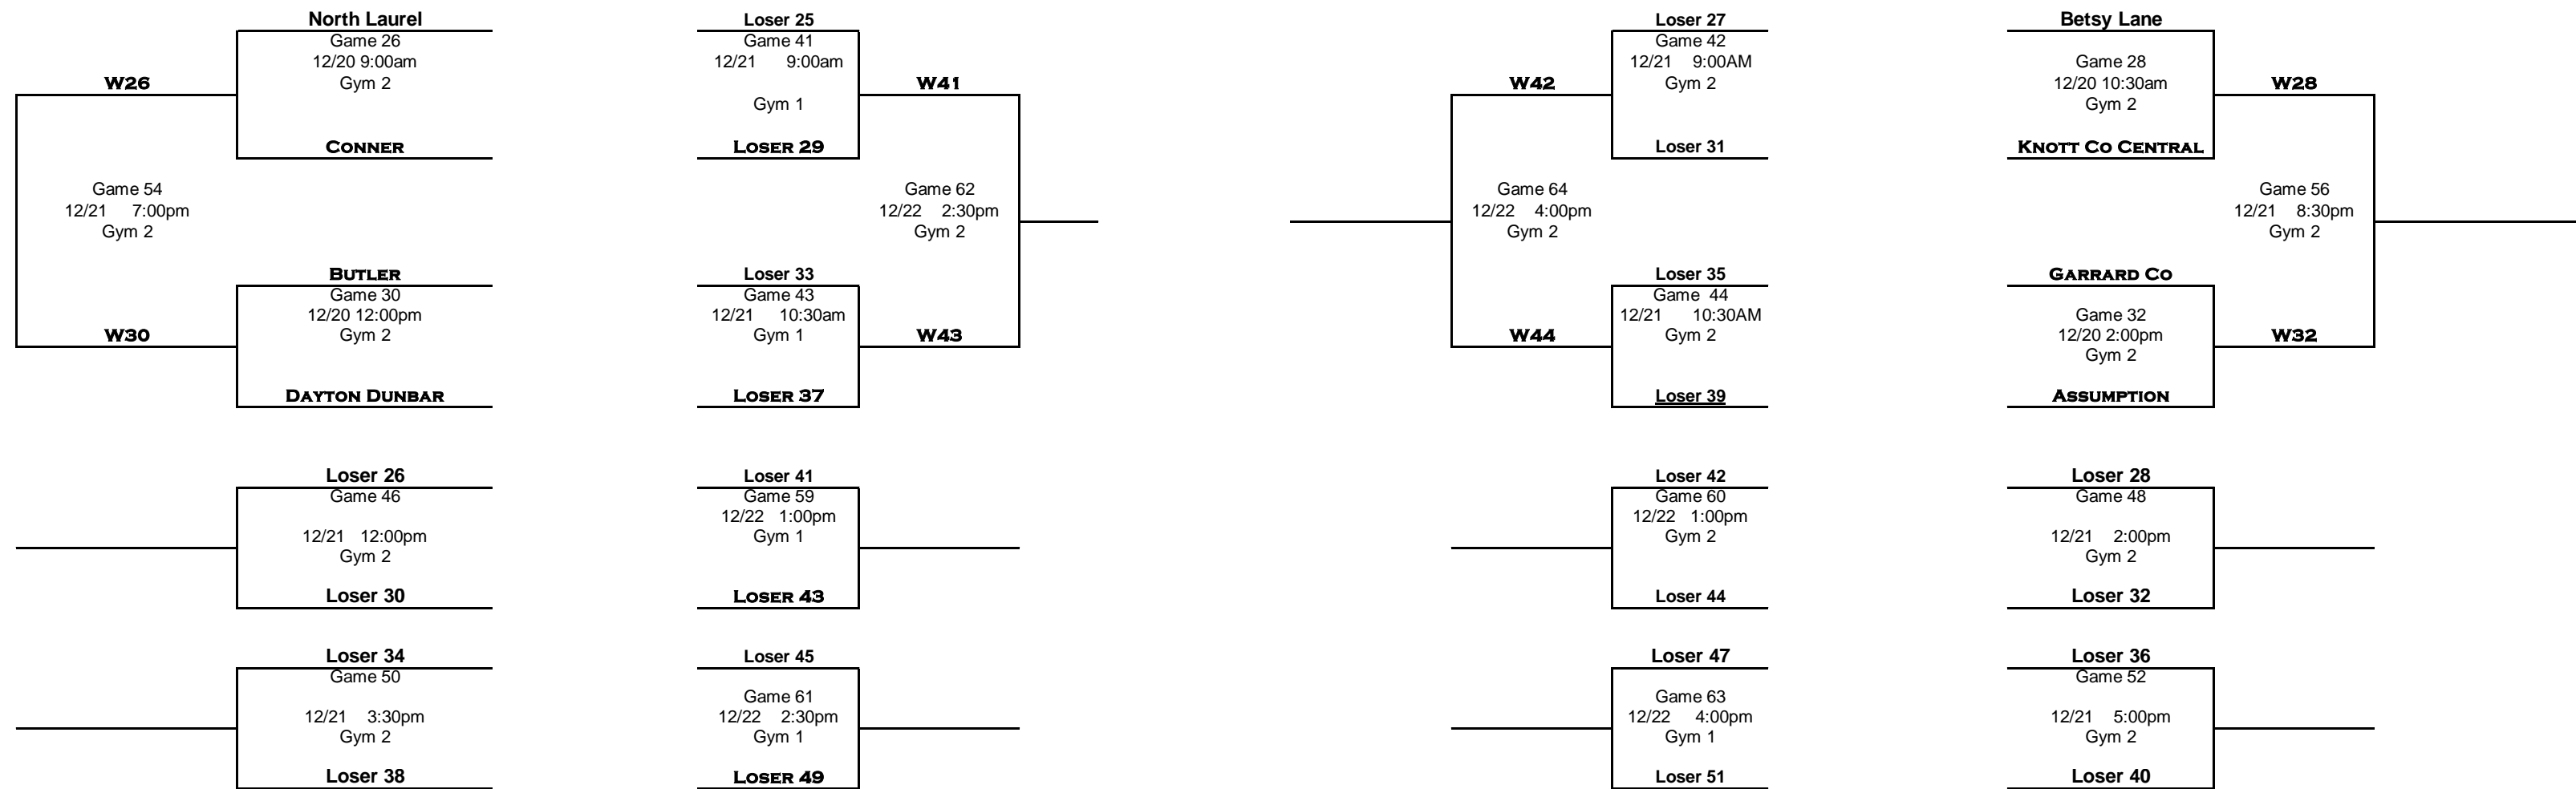 North Laurel
Game 26
12/20 9:00am
Gym 2
W26
CONNER
Game 54
12/21 7:00pm
Gym 2
BUTLER
Game 30
12/20 12:00pm
Gym 2
W30
DAYTON DUNBAR
Loser 26
Game 46
12/21 12:00pm
Gym 2
Loser 30
Loser 34
Game 50
12/21 3:30pm
Gym 2
Loser 38
Loser 25
Game 41
12/21 9:00am
Gym 1
W41
LOSER 29
Game 62
12/22 2:30pm
Gym 2
Loser 33
Game 43
12/21 10:30am
Gym 1
W43
LOSER 37
Loser 41
Game 59
12/22 1:00pm
Gym 1
LOSER 43
Loser 45
Game 61
12/22 2:30pm
Gym 1
LOSER 49
Loser 27
Game 42
12/21 9:00AM
Gym 2
W42
Loser 31
Game 64
12/22 4:00pm
Gym 2
Loser 35
Game 44
12/21 10:30AM
Gym 2
W44
Loser 39
Loser 42
Game 60
12/22 1:00pm
Gym 2
Loser 44
Loser 47
Game 63
12/22 4:00pm
Gym 1
Loser 51
Betsy Lane
Game 28
12/20 10:30am
Gym 2
W28
KNOTT CO CENTRAL
Game 56
12/21 8:30pm
Gym 2
GARRARD CO
Game 32
12/20 2:00pm
Gym 2
W32
ASSUMPTION
Loser 28
Game 48
12/21 2:00pm
Gym 2
Loser 32
Loser 36
Game 52
12/21 5:00pm
Gym 2
Loser 40